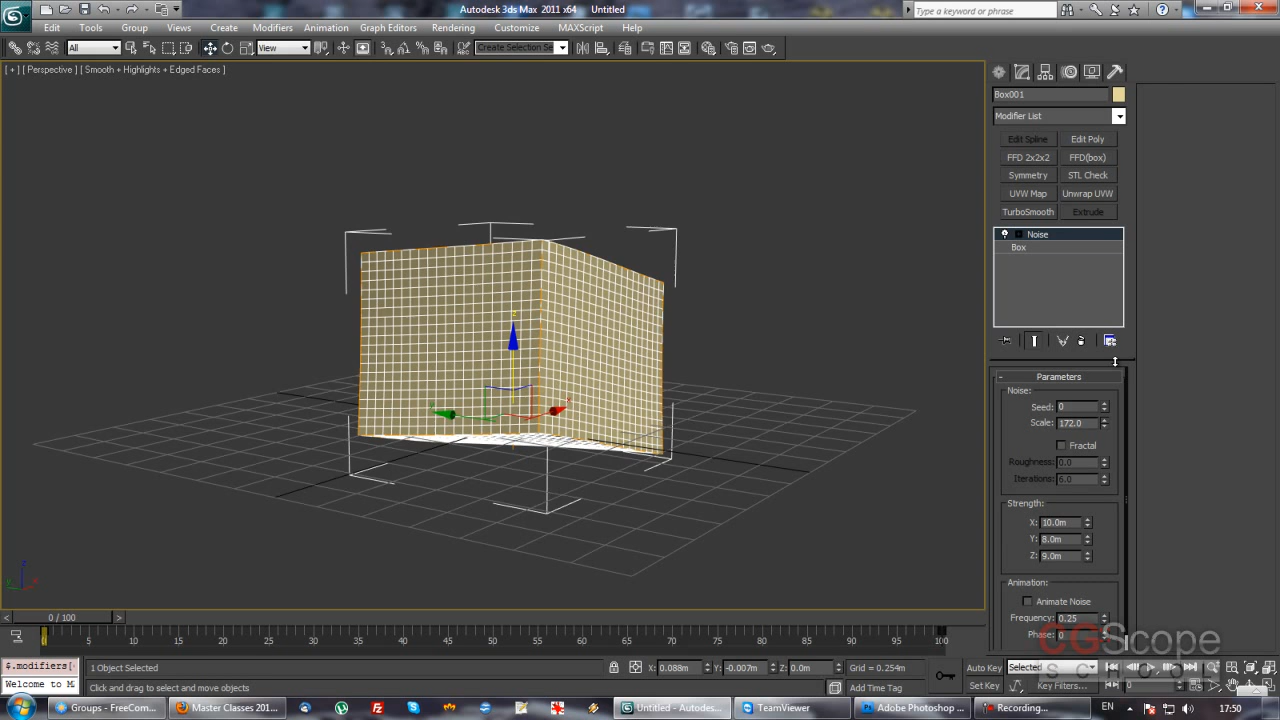 Autodesk 3ds Max 2011 x64 Untitled
Type a keyword or phrase
Edit Tools Group Views Create Modifiers Animation Graph Editors Rendering Customize MAXScript Help
All View Create Selection Se
[ + ] [ Perspective ] [ Smooth + Highlights + Edged Faces ]
Box001
Modifier List
Edit Spline Edit Poly
FFD 2x2x2 FFD(box)
Symmetry STL Check
UVW Map Unwrap UVW
TurboSmooth Extrude
Noise
Box
- Parameters
Noise:
Seed: 0
Scale: 172.0
Fractal
Roughness: 0.0
Iterations: 6.0
Strength:
X: 10.0m
Y: 8.0m
Z: 9.0m
Animation:
Animate Noise
Frequency: 0.25
Phase: 0
CGScope
SCHOOL
z
y x
< 0 / 100 >
0 5 10 15 20 25 30 35 40 45 50 55 60 65 70 75 80 85 90 95 100
$.modifiers[ 1 Object Selected X: 0.088m Y: -0.007m Z: 0.0m Grid = 0.254m Auto Key Selected
Welcome to M Click and drag to select and move objects Add Time Tag Set Key Key Filters... 0
Groups - FreeCom... Master Classes 201... Untitled - Autodes... TeamViewer Adobe Photoshop ... Recording... EN 17:50